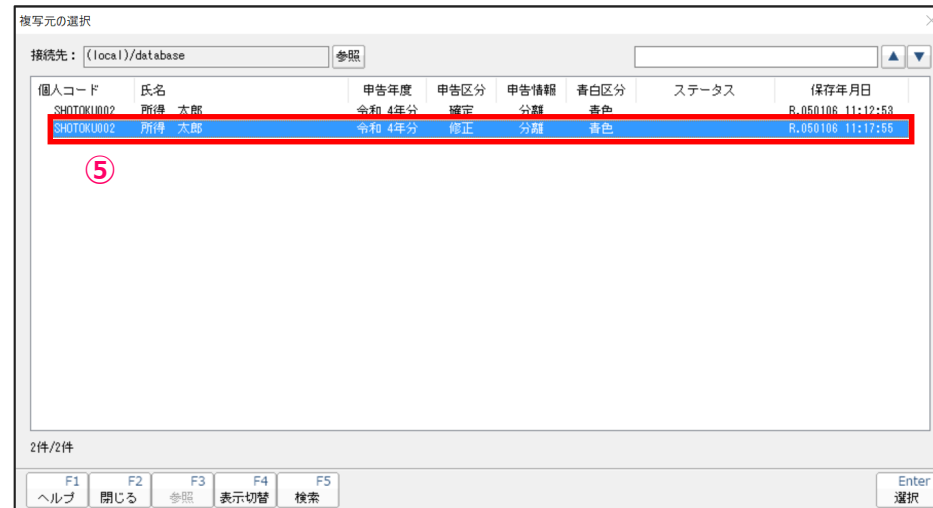 複写元の選択
接続先： (local)/database 参照 ▲ ▼
個人コード 氏名 申告年度 申告区分 申告情報 青白区分 ステータス 保存年月日
SHOTOKU002 所得 太郎 令和 4年分 確定 分離 青色 R.050106 11:12:53
SHOTOKU002 所得 太郎 令和 4年分 修正 分離 青色 R.050106 11:17:55
⑤
2件/2件
F1 F2 F3 F4 F5 Enter
ヘルプ 閉じる 参照 表示切替 検索 選択